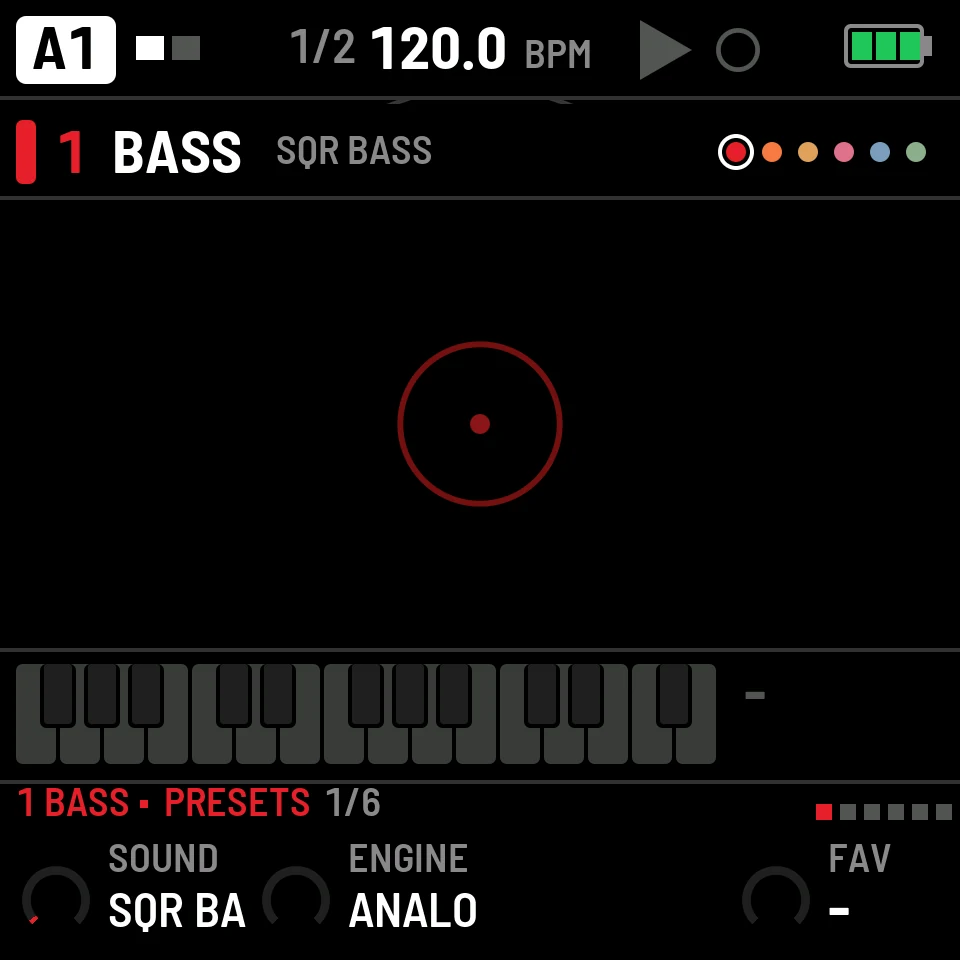 A1 1/2 120.0 BPM
1 BASS SQR BASS
-
1 BASS ▪ PRESETS 1/6
SOUND ENGINE FAV
SQR BA ANALO -